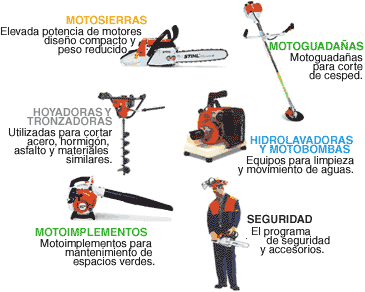 MOTOSIERRAS
Elevada potencia de motores
diseño compacto y
peso reducido.
STIHL
MOTOGUADAÑAS
Motoguadañas
para corte
de cesped.
HOYADORAS Y
TRONZADORAS
Utilizadas para cortar
acero, hormigón,
asfalto y materiales
similares.
HIDROLAVADORAS
Y MOTOBOMBAS
Equipos para limpieza
y movimiento de aguas.
MOTOIMPLEMENTOS
Motoimplementos para
mantenimiento de
espacios verdes.
SEGURIDAD
El programa
de seguridad
y accesorios.